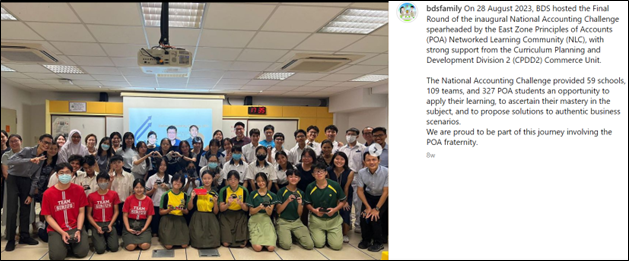 bdsfamily On 28 August 2023, BDS hosted the Final
Round of the inaugural National Accounting Challenge
spearheaded by the East Zone Principles of Accounts
(POA) Networked Learning Community (NLC), with
strong support from the Curriculum Planning and
Development Division 2 (CPDD2) Commerce Unit.
The National Accounting Challenge provided 59 schools,
109 teams, and 327 POA students an opportunity to
apply their learning, to ascertain their mastery in the
subject, and to propose solutions to authentic business
scenarios.
We are proud to be part of this journey involving the
POA fraternity.
8w
TEAM
TEAM
TEAM